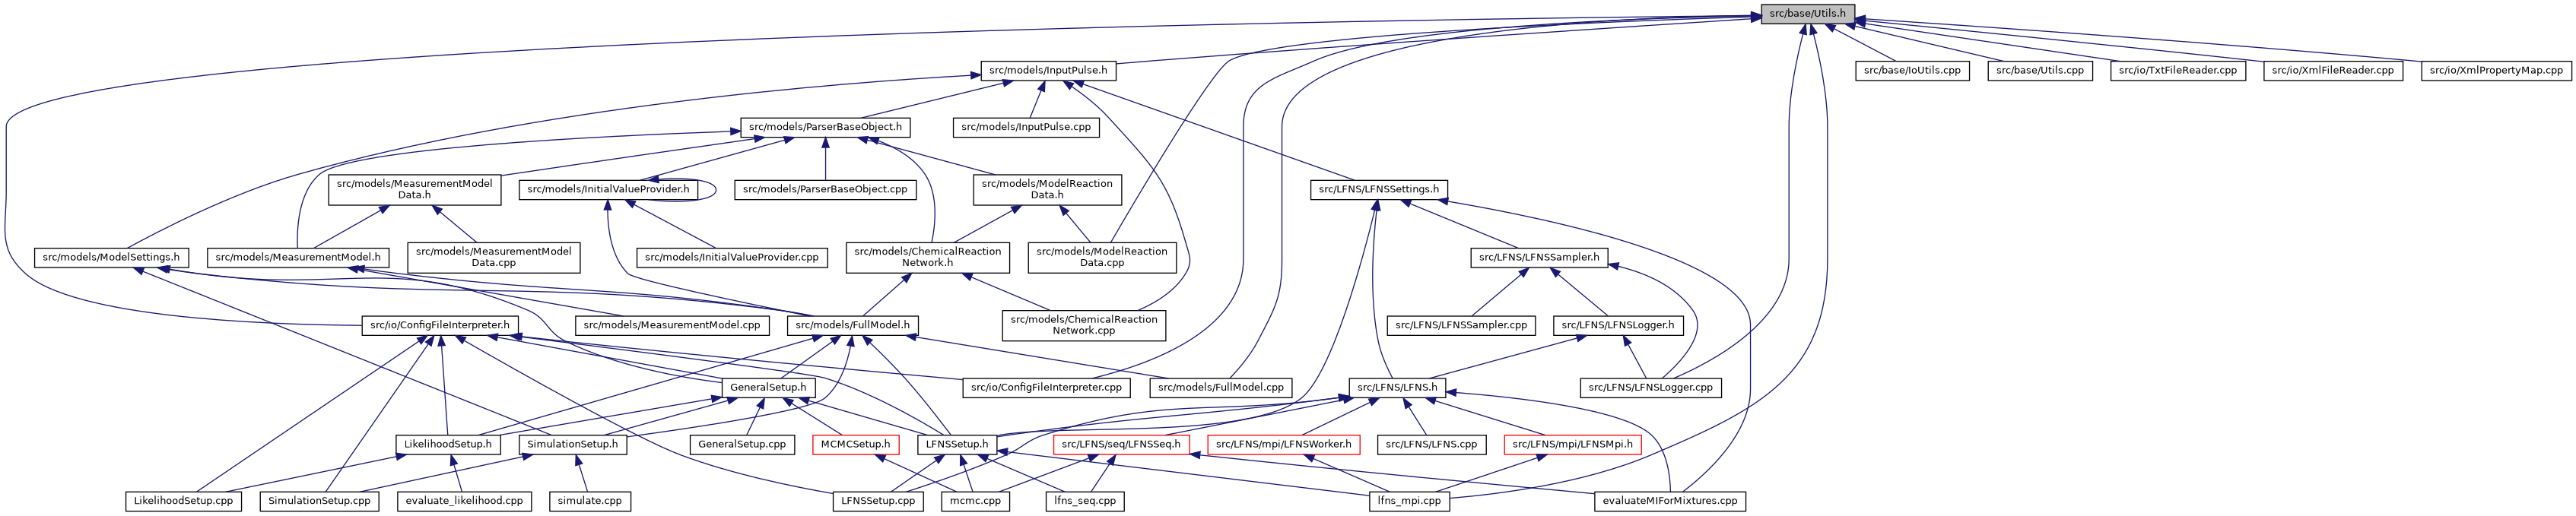 src/base/Utils.h
src/models/InputPulse.h
src/base/IoUtils.cpp
src/base/Utils.cpp
src/io/TxtFileReader.cpp
src/io/XmlFileReader.cpp
src/io/XmlPropertyMap.cpp
src/models/ParserBaseObject.h
src/models/InputPulse.cpp
src/models/MeasurementModel
Data.h
src/models/InitialValueProvider.h
src/models/ParserBaseObject.cpp
src/models/ModelReaction
Data.h
src/LFNS/LFNSSettings.h
src/models/ModelSettings.h
src/models/MeasurementModel.h
src/models/MeasurementModel
Data.cpp
src/models/InitialValueProvider.cpp
src/models/ChemicalReaction
Network.h
src/models/ModelReaction
Data.cpp
src/LFNS/LFNSSampler.h
src/io/ConfigFileInterpreter.h
src/models/MeasurementModel.cpp
src/models/FullModel.h
src/models/ChemicalReaction
Network.cpp
src/LFNS/LFNSSampler.cpp
src/LFNS/LFNSLogger.h
GeneralSetup.h
src/io/ConfigFileInterpreter.cpp
src/models/FullModel.cpp
src/LFNS/LFNS.h
src/LFNS/LFNSLogger.cpp
LikelihoodSetup.h
SimulationSetup.h
GeneralSetup.cpp
MCMCSetup.h
LFNSSetup.h
src/LFNS/seq/LFNSSeq.h
src/LFNS/mpi/LFNSWorker.h
src/LFNS/LFNS.cpp
src/LFNS/mpi/LFNSMpi.h
LikelihoodSetup.cpp
SimulationSetup.cpp
evaluate_likelihood.cpp
simulate.cpp
LFNSSetup.cpp
mcmc.cpp
lfns_seq.cpp
lfns_mpi.cpp
evaluateMIForMixtures.cpp